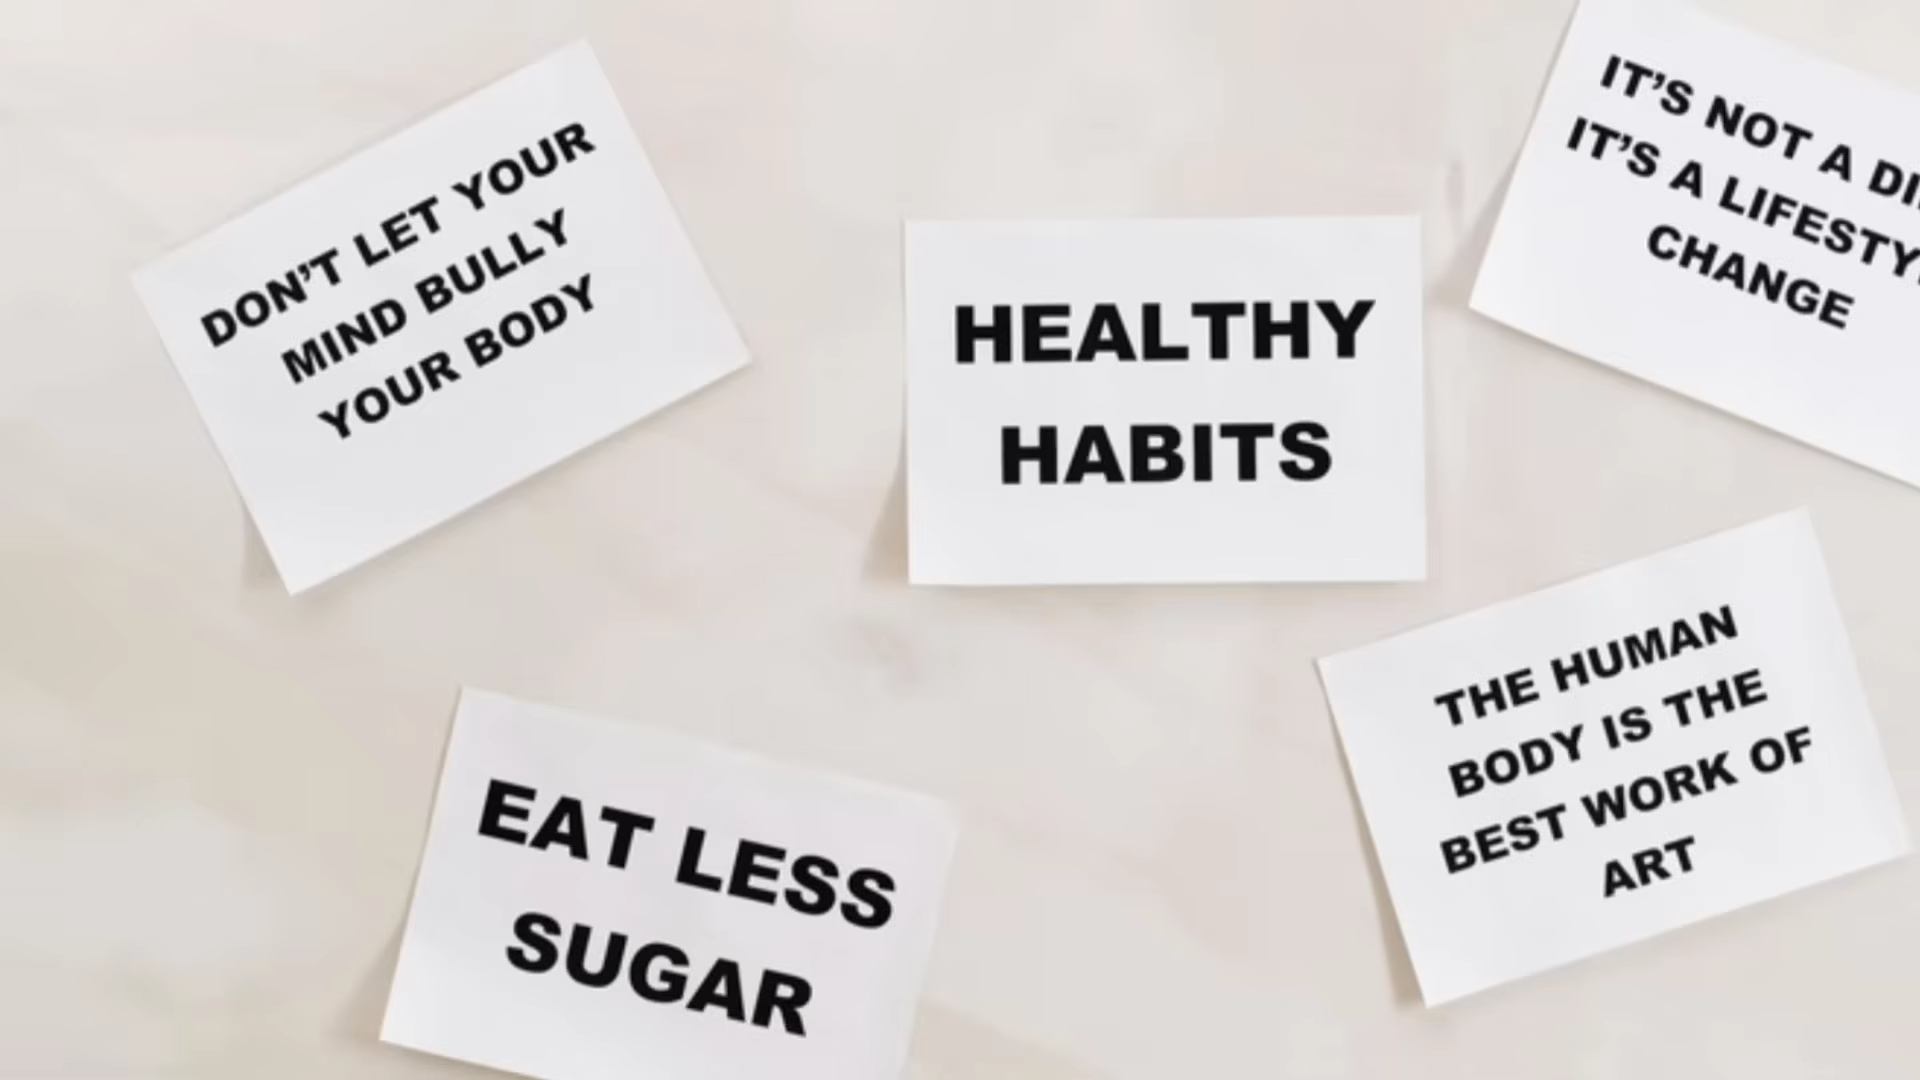 DON'T LET YOUR
MIND BULLY
YOUR BODY
HEALTHY
HABITS
IT'S NOT A
IT'S A
CHANGE
THE HUMAN
BODY IS THE
BEST WORK OF
ART
EAT LESS
SUGAR